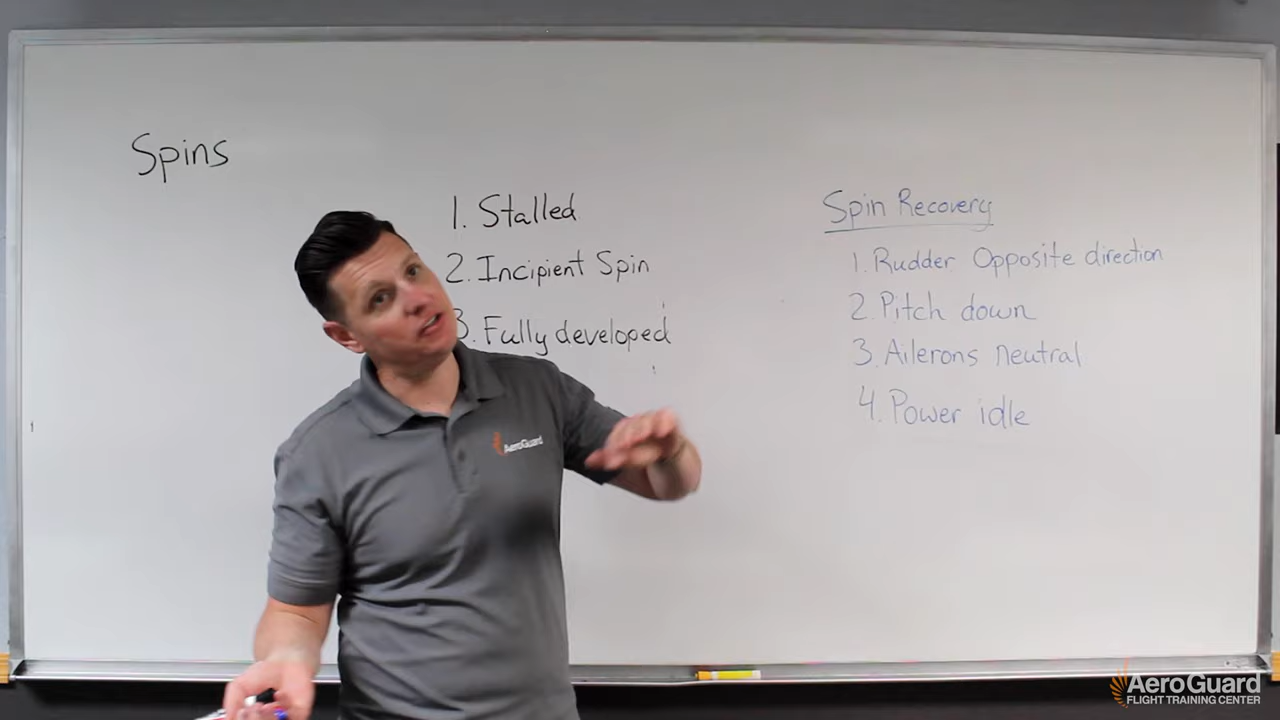 Spins
1. Stalled
2. Incipient Spin
3. Fully developed
Spin Recovery
1. Rudder Opposite direction
2. Pitch down
3. Ailerons neutral
4. Power idle
AeroGuard
AeroGuard
FLIGHT TRAINING CENTER